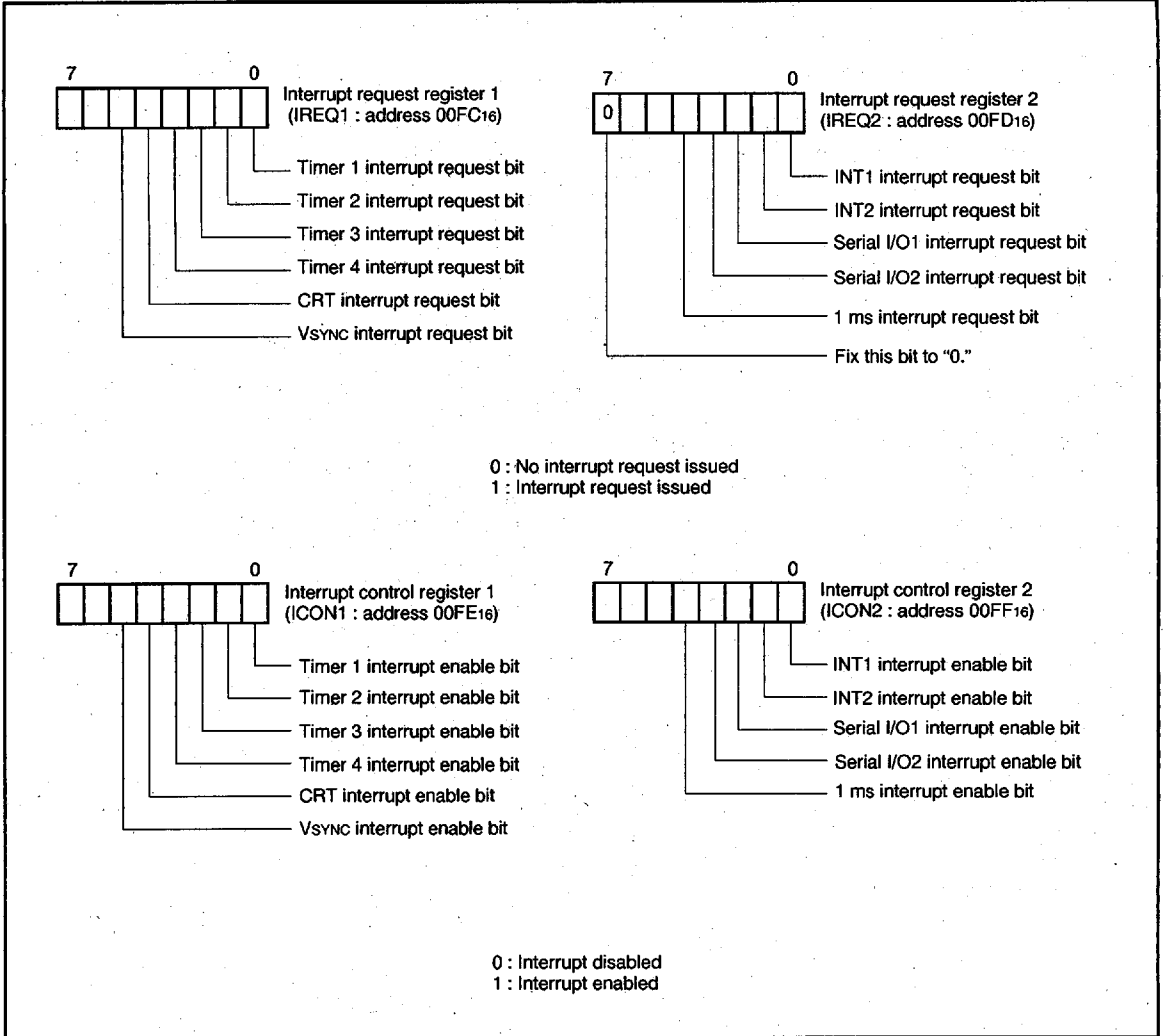 7 0
Interrupt request register 1
(IREQ1 : address 00FC16)
Timer 1 interrupt request bit
Timer 2 interrupt request bit
Timer 3 interrupt request bit
Timer 4 interrupt request bit
CRT interrupt request bit
VSYNC interrupt request bit
7 0
0
Interrupt request register 2
(IREQ2 : address 00FD16)
INT1 interrupt request bit
INT2 interrupt request bit
Serial I/O1 interrupt request bit
Serial I/O2 interrupt request bit
1 ms interrupt request bit
Fix this bit to “0.”
0 : No interrupt request issued
1 : Interrupt request issued
7 0
Interrupt control register 1
(ICON1 : address 00FE16)
Timer 1 interrupt enable bit
Timer 2 interrupt enable bit
Timer 3 interrupt enable bit
Timer 4 interrupt enable bit
CRT interrupt enable bit
VSYNC interrupt enable bit
7 0
Interrupt control register 2
(ICON2 : address 00FF16)
INT1 interrupt enable bit
INT2 interrupt enable bit
Serial I/O1 interrupt enable bit
Serial I/O2 interrupt enable bit
1 ms interrupt enable bit
0 : Interrupt disabled
1 : Interrupt enabled